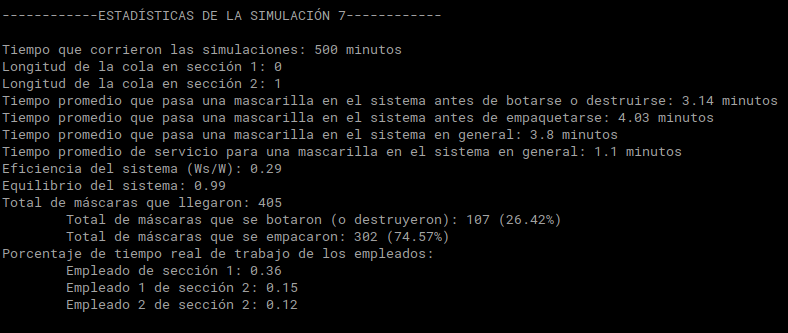 ------------ESTADÍSTICAS DE LA SIMULACIÓN 7------------
Tiempo que corrieron las simulaciones: 500 minutos
Longitud de la cola en sección 1: 0
Longitud de la cola en sección 2: 1
Tiempo promedio que pasa una mascarilla en el sistema antes de botarse o destruirse: 3.14 minutos
Tiempo promedio que pasa una mascarilla en el sistema antes de empaquetarse: 4.03 minutos
Tiempo promedio que pasa una mascarilla en el sistema en general: 3.8 minutos
Tiempo promedio de servicio para una mascarilla en el sistema en general: 1.1 minutos
Eficiencia del sistema (Ws/W): 0.29
Equilibrio del sistema: 0.99
Total de máscaras que llegaron: 405
Total de máscaras que se botaron (o destruyeron): 107 (26.42%)
Total de máscaras que se empacaron: 302 (74.57%)
Porcentaje de tiempo real de trabajo de los empleados:
Empleado de sección 1: 0.36
Empleado 1 de sección 2: 0.15
Empleado 2 de sección 2: 0.12